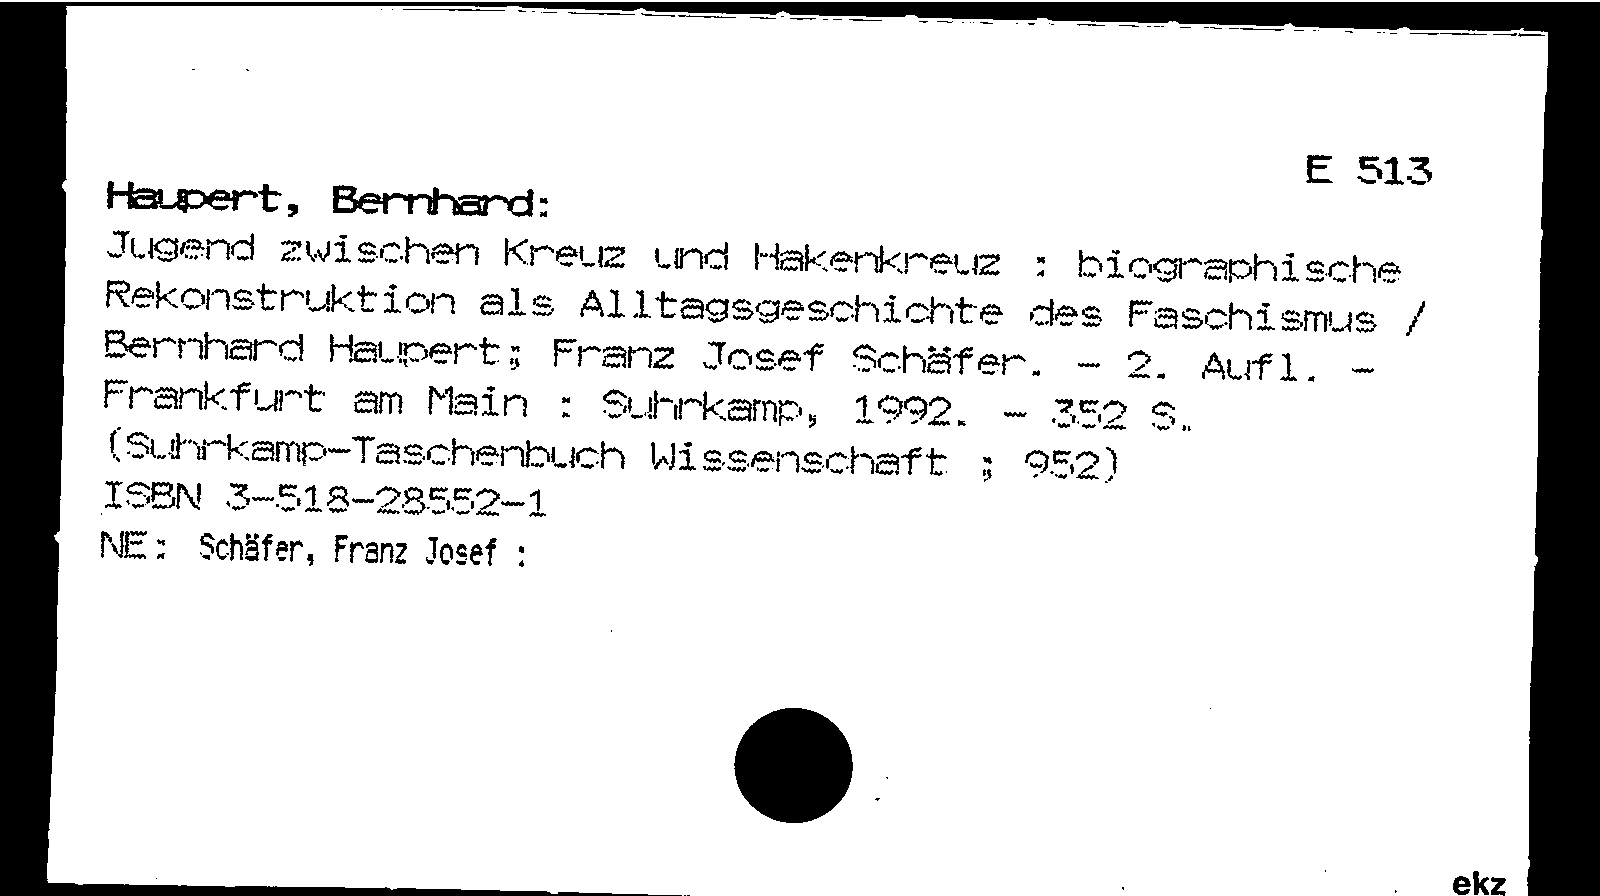 E 513
Haupert, Bernhard:
Jugend zwischen Kreuz und Hakenkreuz : biographische
Rekonstruktion als Alltagsgeschichte des Faschismus /
Bernhard Haupert; Franz Josef Schäfer. - 2. Aufl. -
Frankfurt am Main : Suhrkamp, 1992. - 352 S.
(Suhrkamp-Taschenbuch Wissenschaft ; 952)
ISBN 3-518-28552-1
NE: Schäfer, Franz Josef :
ekz